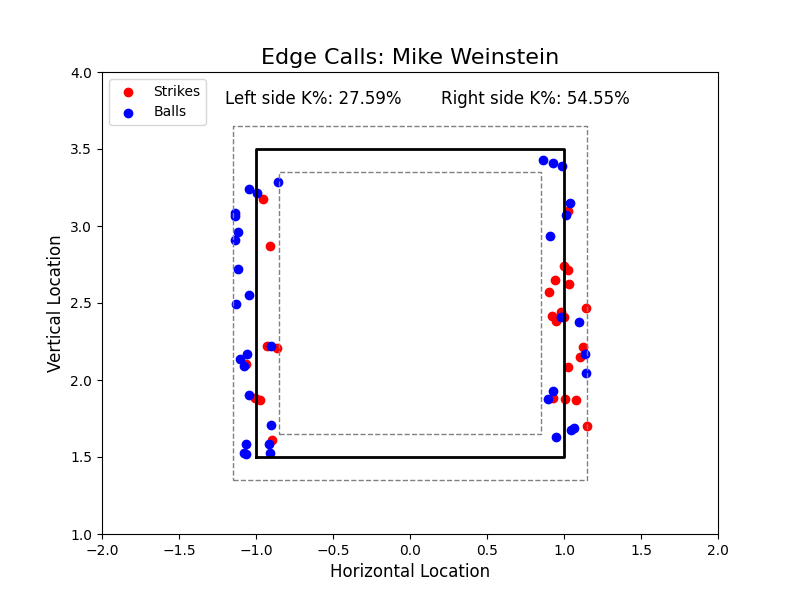 Edge Calls: Mike Weinstein
Strikes
Balls
Left side K%: 27.59%
Right side K%: 54.55%
4.0
3.5
3.0
2.5
2.0
1.5
1.0
Vertical Location
−2.0 −1.5 −1.0 −0.5 0.0 0.5 1.0 1.5 2.0
Horizontal Location